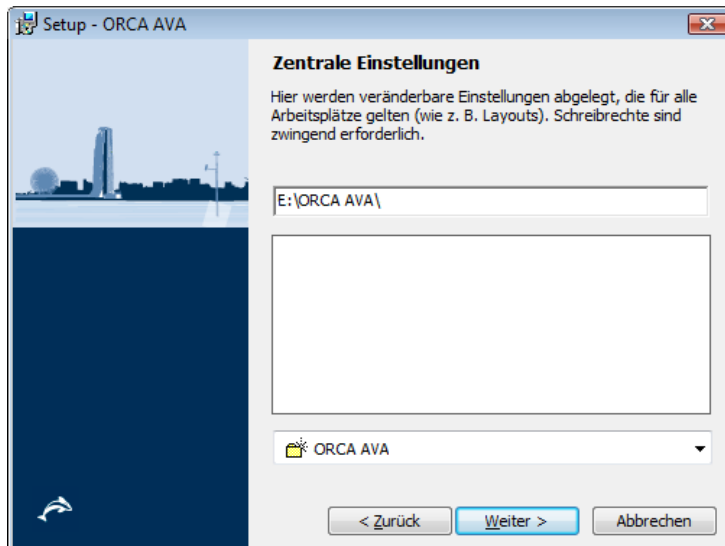 Setup - ORCA AVA
Zentrale Einstellungen
Hier werden veränderbare Einstellungen abgelegt, die für alle
Arbeitsplätze gelten (wie z. B. Layouts). Schreibrechte sind
zwingend erforderlich.
E:\ORCA AVA\
ORCA AVA
< Zurück
Weiter >
Abbrechen